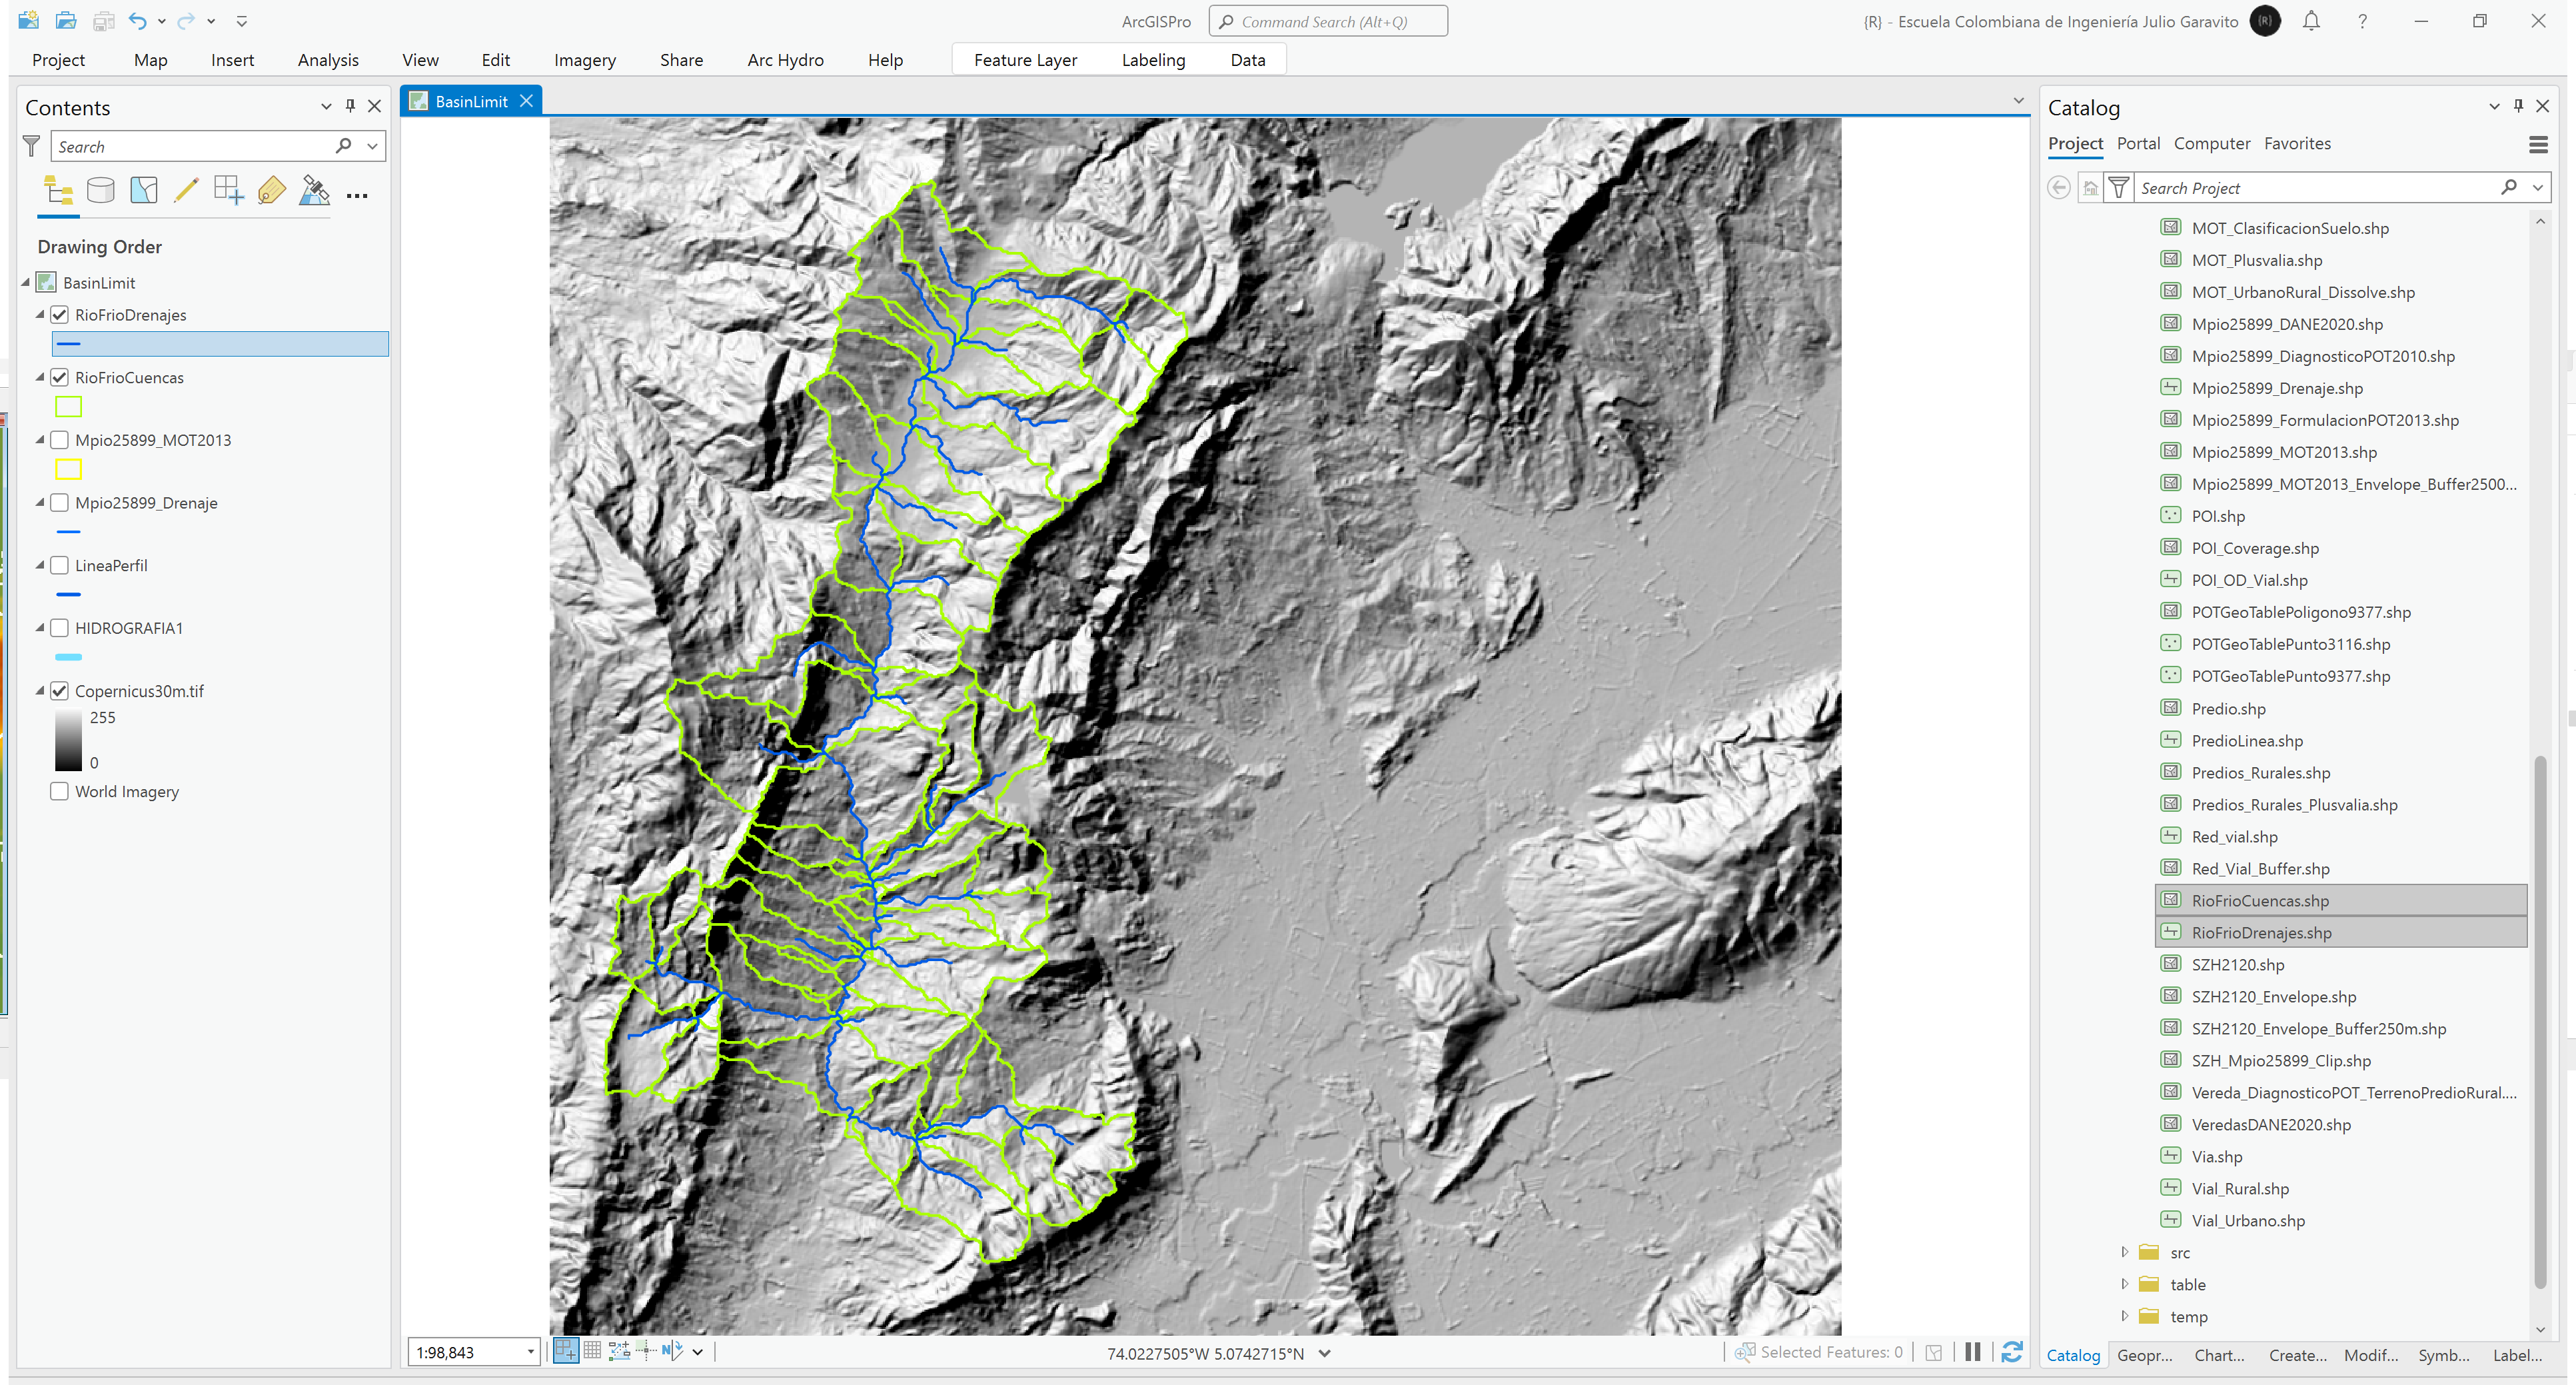 ArcGISPro
Command Search (Alt+Q)
{R} - Escuela Colombiana de Ingeniería Julio Garavito
{R}
Project Map Insert Analysis View Edit Imagery Share Arc Hydro Help Feature Layer Labeling Data
Contents
Search
Drawing Order
BasinLimit
RioFrioDrenajes
RioFrioCuencas
Mpio25899_MOT2013
Mpio25899_Drenaje
LineaPerfil
HIDROGRAFIA1
Copernicus30m.tif
255
0
World Imagery
BasinLimit
1:98,843
74.0227505°W 5.0742715°N
Selected Features: 0
Catalog
Project Portal Computer Favorites
Search Project
MOT_ClasificacionSuelo.shp
MOT_Plusvalia.shp
MOT_UrbanoRural_Dissolve.shp
Mpio25899_DANE2020.shp
Mpio25899_DiagnosticoPOT2010.shp
Mpio25899_Drenaje.shp
Mpio25899_FormulacionPOT2013.shp
Mpio25899_MOT2013.shp
Mpio25899_MOT2013_Envelope_Buffer2500...
POI.shp
POI_Coverage.shp
POI_OD_Vial.shp
POTGeoTablePoligono9377.shp
POTGeoTablePunto3116.shp
POTGeoTablePunto9377.shp
Predio.shp
PredioLinea.shp
Predios_Rurales.shp
Predios_Rurales_Plusvalia.shp
Red_vial.shp
Red_Vial_Buffer.shp
RioFrioCuencas.shp
RioFrioDrenajes.shp
SZH2120.shp
SZH2120_Envelope.shp
SZH2120_Envelope_Buffer250m.shp
SZH_Mpio25899_Clip.shp
Vereda_DiagnosticoPOT_TerrenoPredioRural....
VeredasDANE2020.shp
Via.shp
Vial_Rural.shp
Vial_Urbano.shp
src
table
temp
Catalog Geopr... Chart... Create... Modif... Symb... Label...